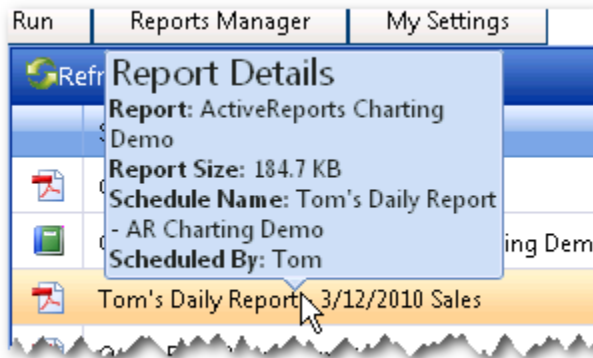 Run Reports Manager My Settings
Refr
Report Details
Report: ActiveReports Charting
Demo
Report Size: 184.7 KB
Schedule Name: Tom's Daily Report
- AR Charting Demo
ing Dem
Scheduled By: Tom
Tom's Daily Report 3/12/2010 Sales